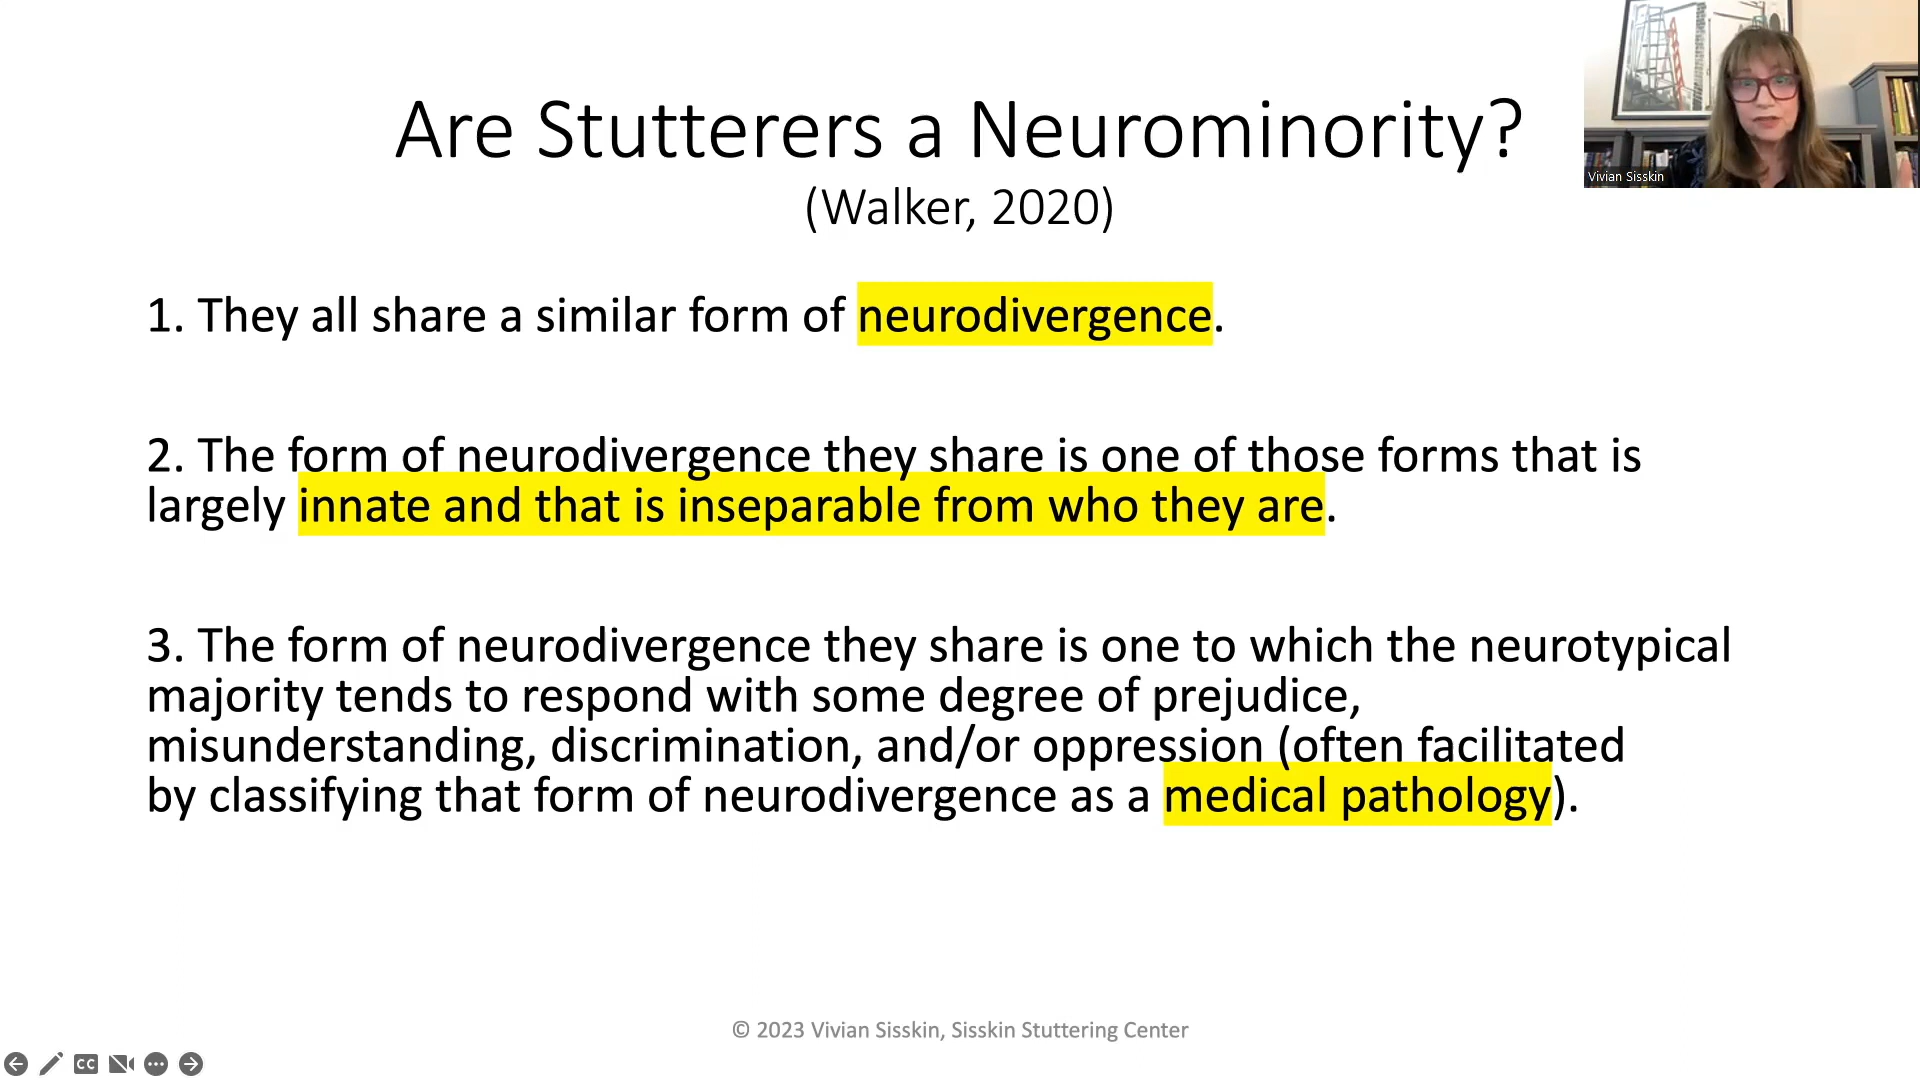 Are Stutterers a Neurominority?
(Walker, 2020)
Vivian Sisskin
1. They all share a similar form of neurodivergence.
2. The form of neurodivergence they share is one of those forms that is
largely innate and that is inseparable from who they are.
3. The form of neurodivergence they share is one to which the neurotypical
majority tends to respond with some degree of prejudice,
misunderstanding, discrimination, and/or oppression (often facilitated
by classifying that form of neurodivergence as a medical pathology).
© 2023 Vivian Sisskin, Sisskin Stuttering Center
CC